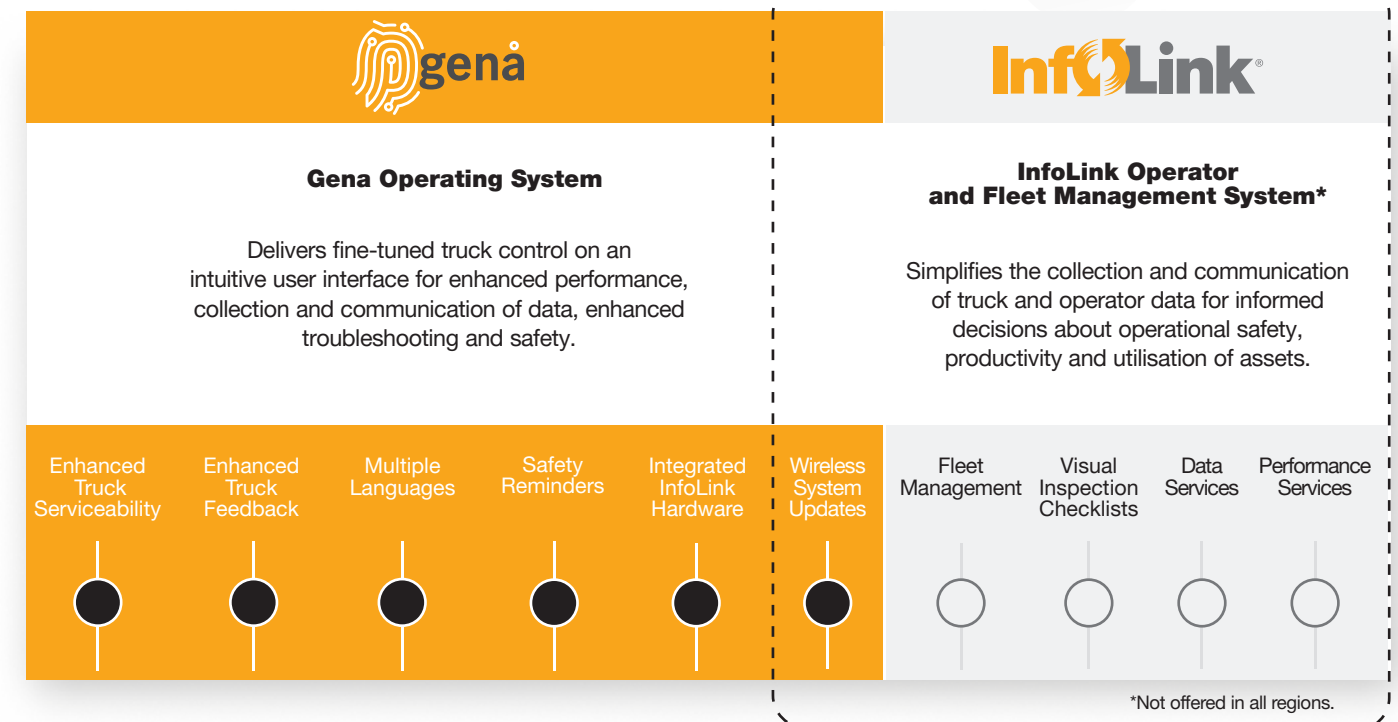 genå
InfoLink®
Gena Operating System
Delivers fine-tuned truck control on an
intuitive user interface for enhanced performance,
collection and communication of data, enhanced
troubleshooting and safety.
InfoLink Operator
and Fleet Management System*
Simplifies the collection and communication
of truck and operator data for informed
decisions about operational safety,
productivity and utilisation of assets.
Enhanced
Truck
Serviceability
Enhanced
Truck
Feedback
Multiple
Languages
Safety
Reminders
Integrated
InfoLink
Hardware
Wireless
System
Updates
Fleet
Management
Visual
Inspection
Checklists
Data
Services
Performance
Services
*Not offered in all regions.